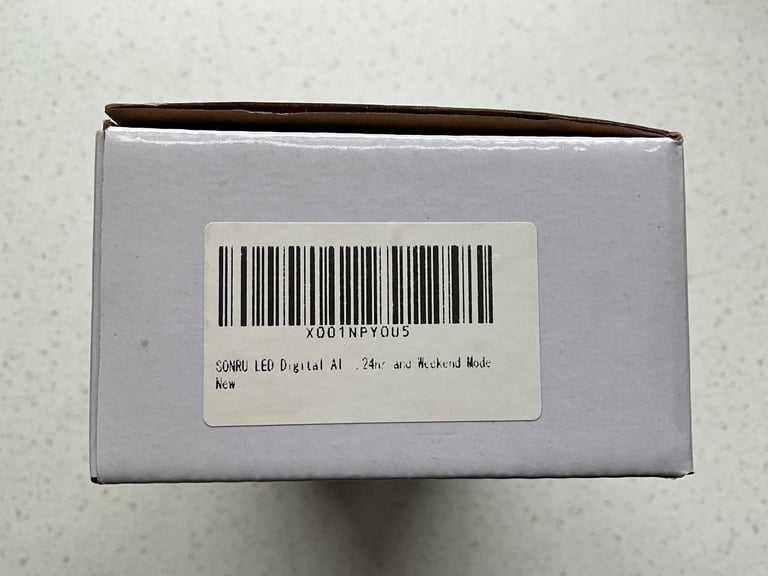 X001NPY0U5
SONRU LED Digital Al .24hr and Weekend Mode
New